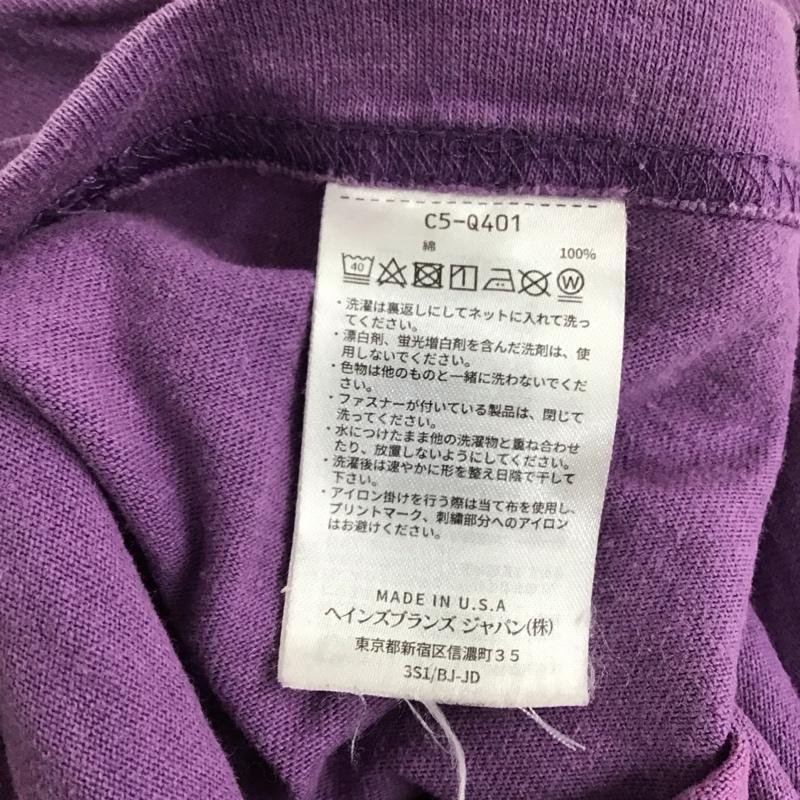 C5-Q401
綿 100%
40 W
・洗濯は裏返しにしてネットに入れて洗っ
てください。
・漂白剤、蛍光増白剤を含んだ洗剤は、使
用しないでください。
・色物は他のものと一緒に洗わないでくだ
さい。
・ファスナーが付いている製品は、閉じて
洗ってください。
・水につけたまま他の洗濯物と重ね合わせ
たり、放置しないようにしてください。
・洗濯後は速やかに形を整え日陰で干して
下さい。
・アイロン掛けを行う際は当て布を使用し、
プリントマーク、刺繍部分へのアイロン
はお避けください。
MADE IN U.S.A
ヘインズブランズ ジャパン(株)
東京都新宿区信濃町35
3S1/BJ-JD